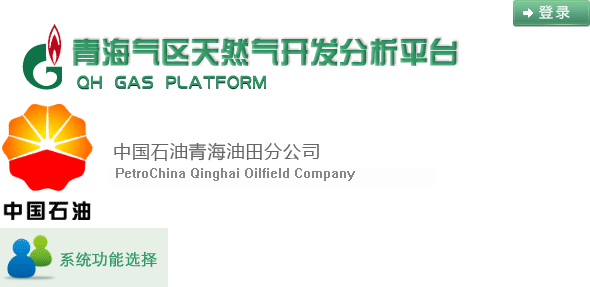 登录
青海气区天然气开发分析平台
QH GAS PLATFORM
中国石油青海油田分公司
PetroChina Qinghai Oilfield Company
中国石油
系统功能选择